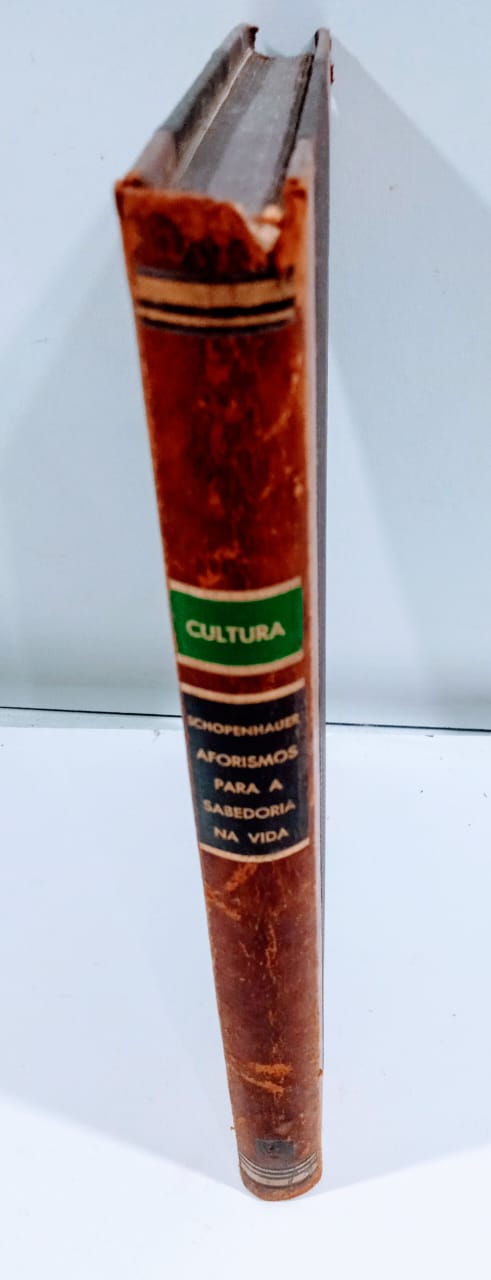 CULTURA
SCHOPENHAUER
AFORISMOS
PARA A
SABEDORIA
NA VIDA